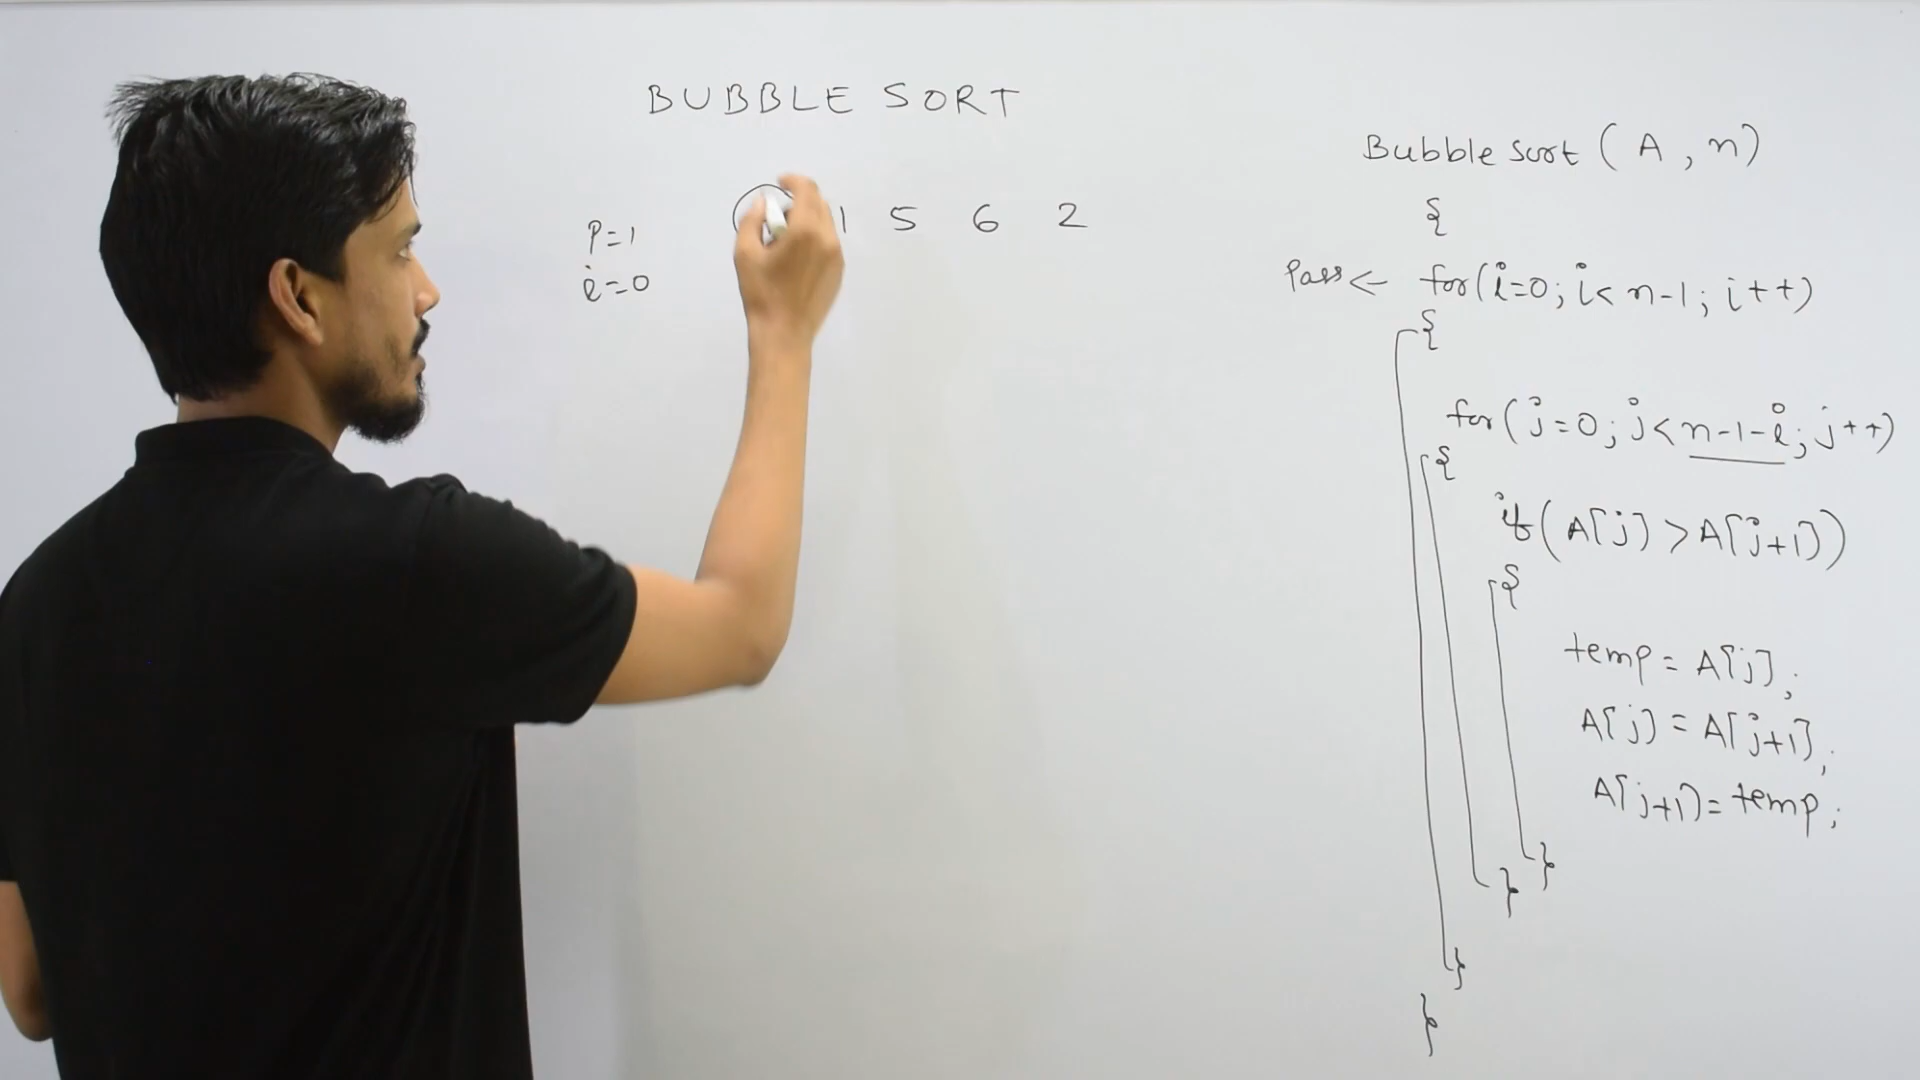 BUBBLE SORT
P=1
i=0
1 5 6 2
Bubble Sort (A, n)
{
Pass <- for(i=0; i< n-1; i++)
{
for(j=0; j< n-1-i; j++)
{
if(A[j] > A[j+1])
{
temp = A[j];
A[j] = A[j+1];
A[j+1] = temp;
}
}
}
}